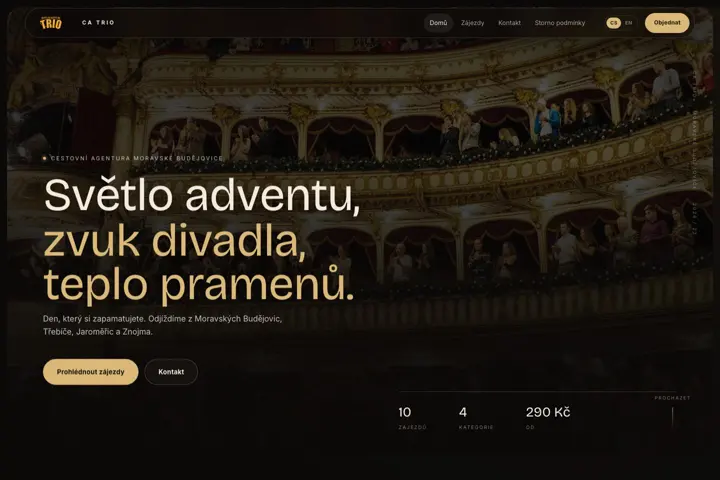 TRIO
CA TRIO
Domů
Zájezdy
Kontakt
Storno podmínky
CS
EN
Objednat
CESTOVNÍ AGENTURA MORAVSKÉ BUDĚJOVICE
Světlo adventu,
zvuk divadla,
teplo pramenů.
Den, který si zapamatujete. Odjíždíme z Moravských Budějovic,
Třebíče, Jaroměřic a Znojma.
Prohlédnout zájezdy
Kontakt
PROCHÁZET
10
4
290 Kč
ZÁJEZDŮ
KATEGORIE
OD